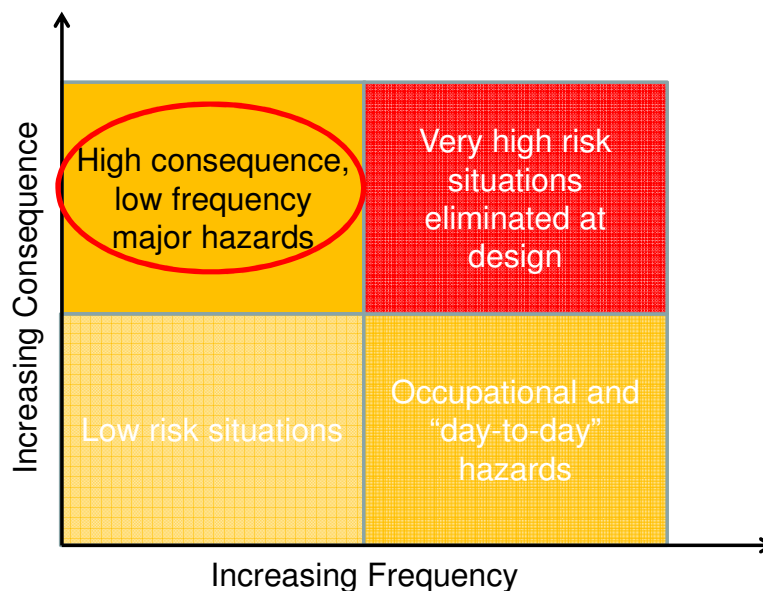 Increasing Consequence
High consequence,
low frequency
major hazards
Very high risk
situations
eliminated at
design
Low risk situations
Occupational and
“day-to-day”
hazards
Increasing Frequency